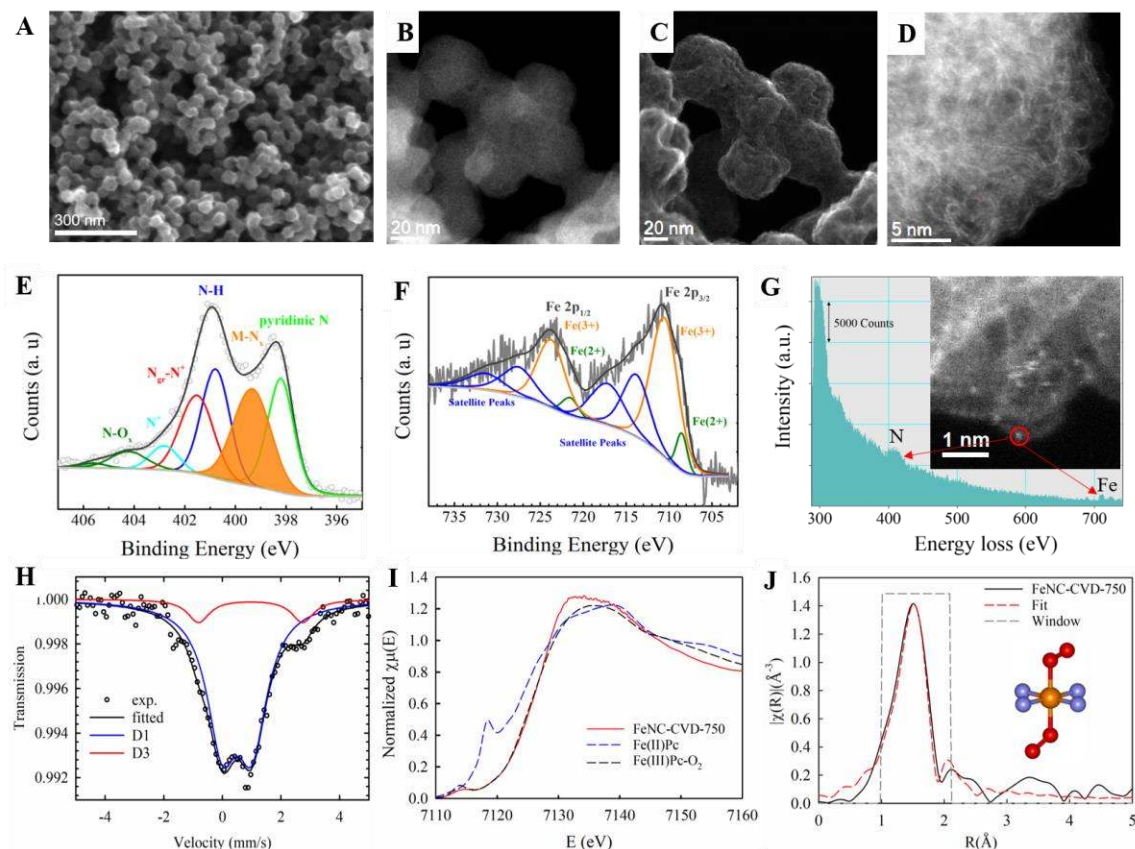 A
300 nm
B
20 nm
C
20 nm
D
5 nm
E
N-H
pyridinic N
M-Nx
Ngr-N+
N-Ox
Counts (a. u)
406 404 402 400 398 396
Binding Energy (eV)
F
Fe 2p1/2
Fe 2p3/2
Fe(3+)
Fe(3+)
Fe(2+)
Fe(2+)
Satellite Peaks
Satellite Peaks
Counts (a. u)
735 730 725 720 715 710 705
Binding Energy (eV)
G
5000 Counts
N
1 nm
Fe
Intensity (a.u.)
300 400 500 600 700
Energy loss (eV)
H
1.000
0.998
0.996
0.994
0.992
Transmission
exp.
fitted
D1
D3
-4 -2 0 2 4
Velocity (mm/s)
I
1.4
1.2
1.0
0.8
0.6
0.4
0.2
0.0
Normalized χμ(E)
FeNC-CVD-750
Fe(II)Pc
Fe(III)Pc-O2
7110 7120 7130 7140 7150 7160
E (eV)
J
1.6
1.4
1.2
1.0
0.8
0.6
0.4
0.2
0.0
|χ(R)|(Å-3)
FeNC-CVD-750
Fit
Window
0 1 2 3 4 5
R(Å)